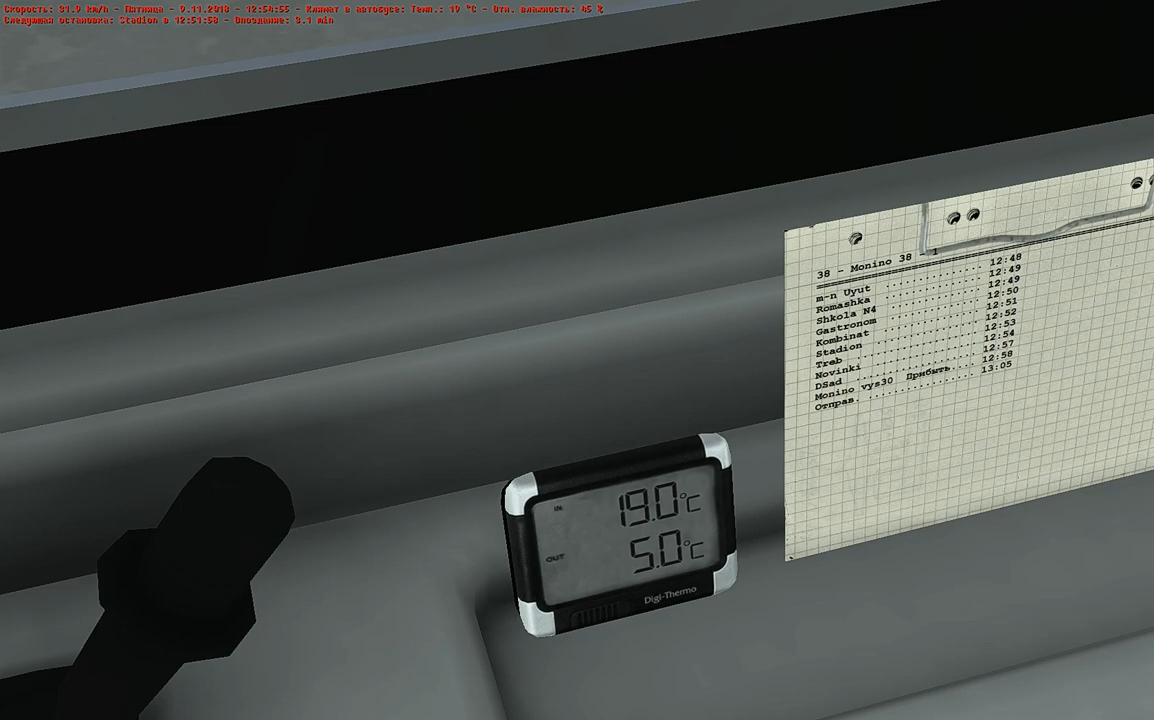 Скорость: 31.9 km/h - Пятница - 9.11.2018 - 12:54:55 - Климат в автобусе: Темп.: 19 °C - Отн. влажность: 45 %
Следующая остановка: Stadion в 12:51:58 - Опоздание: 3.1 min
38 - Monino 38 - 1
m-n Uyut .............. 12:48
Romashka .............. 12:49
Shkola N4 .............. 12:49
Gastronom .............. 12:50
Kombinat .............. 12:51
Stadion .............. 12:52
Treb .............. 12:53
Novinki .............. 12:54
DSad .............. 12:57
Monino vys30 Прибыть.... 12:58
Отправ. .............. 13:05
IN 19.0°C
OUT 5.0°C
Digi-Thermo